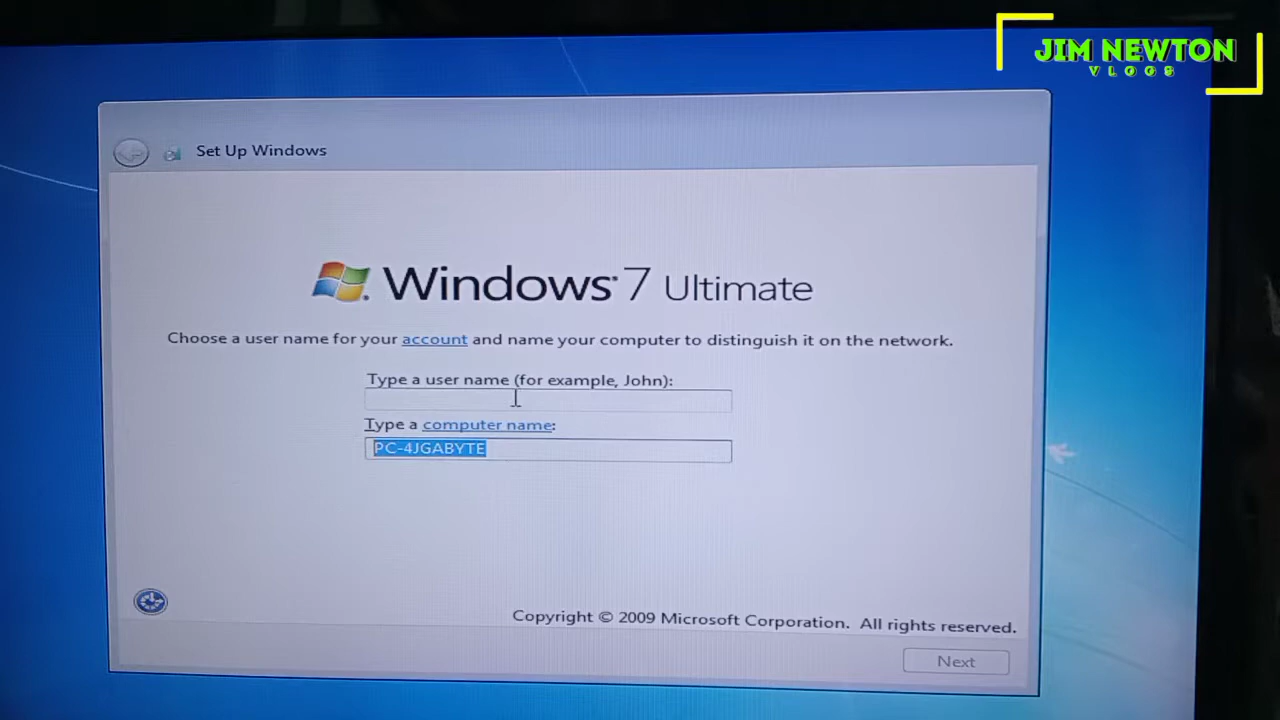 JIM NEWTON
VLOGS
Set Up Windows
Windows 7 Ultimate
Choose a user name for your account and name your computer to distinguish it on the network.
Type a user name (for example, John):
Type a computer name:
PC-4JGABYTE
Copyright © 2009 Microsoft Corporation. All rights reserved.
Next